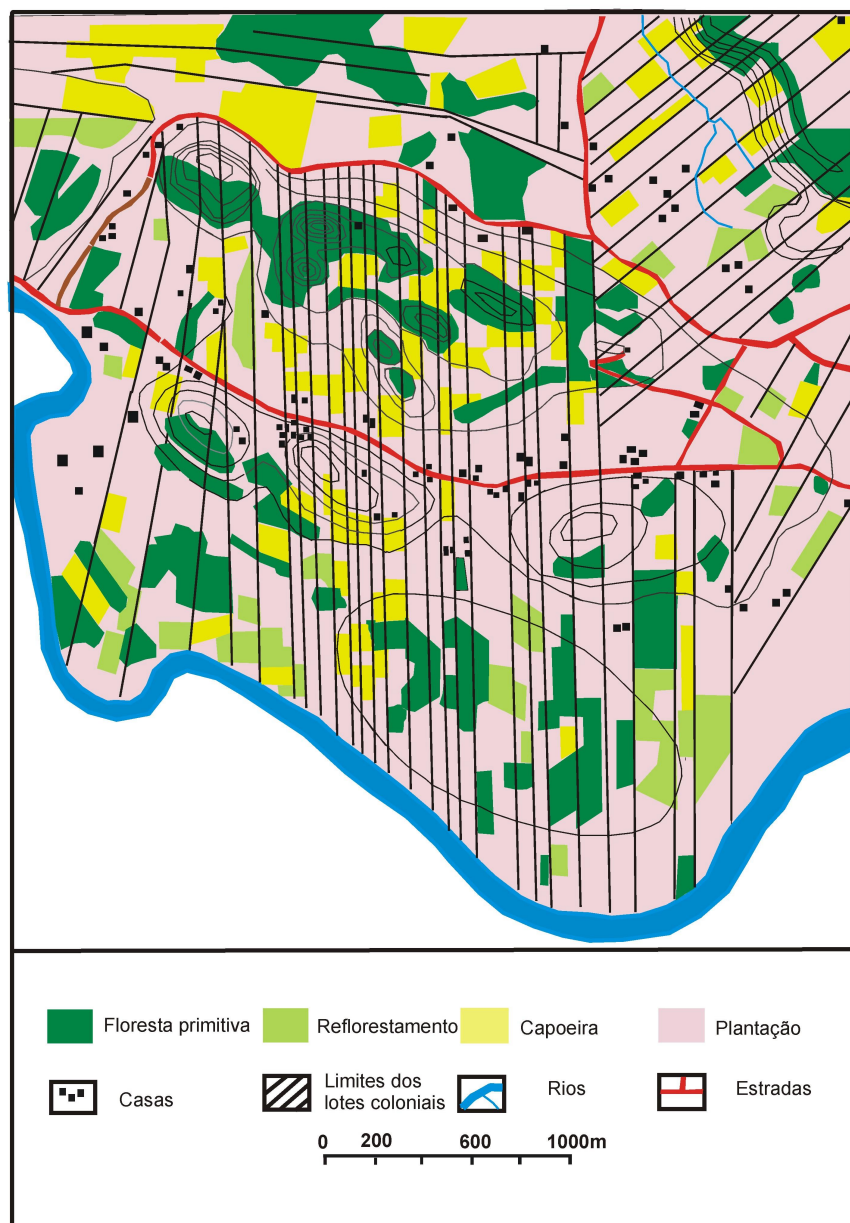 Floresta primitiva
Reflorestamento
Capoeira
Plantação
Casas
Limites dos
lotes coloniais
Rios
Estradas
0 200 600 1000m